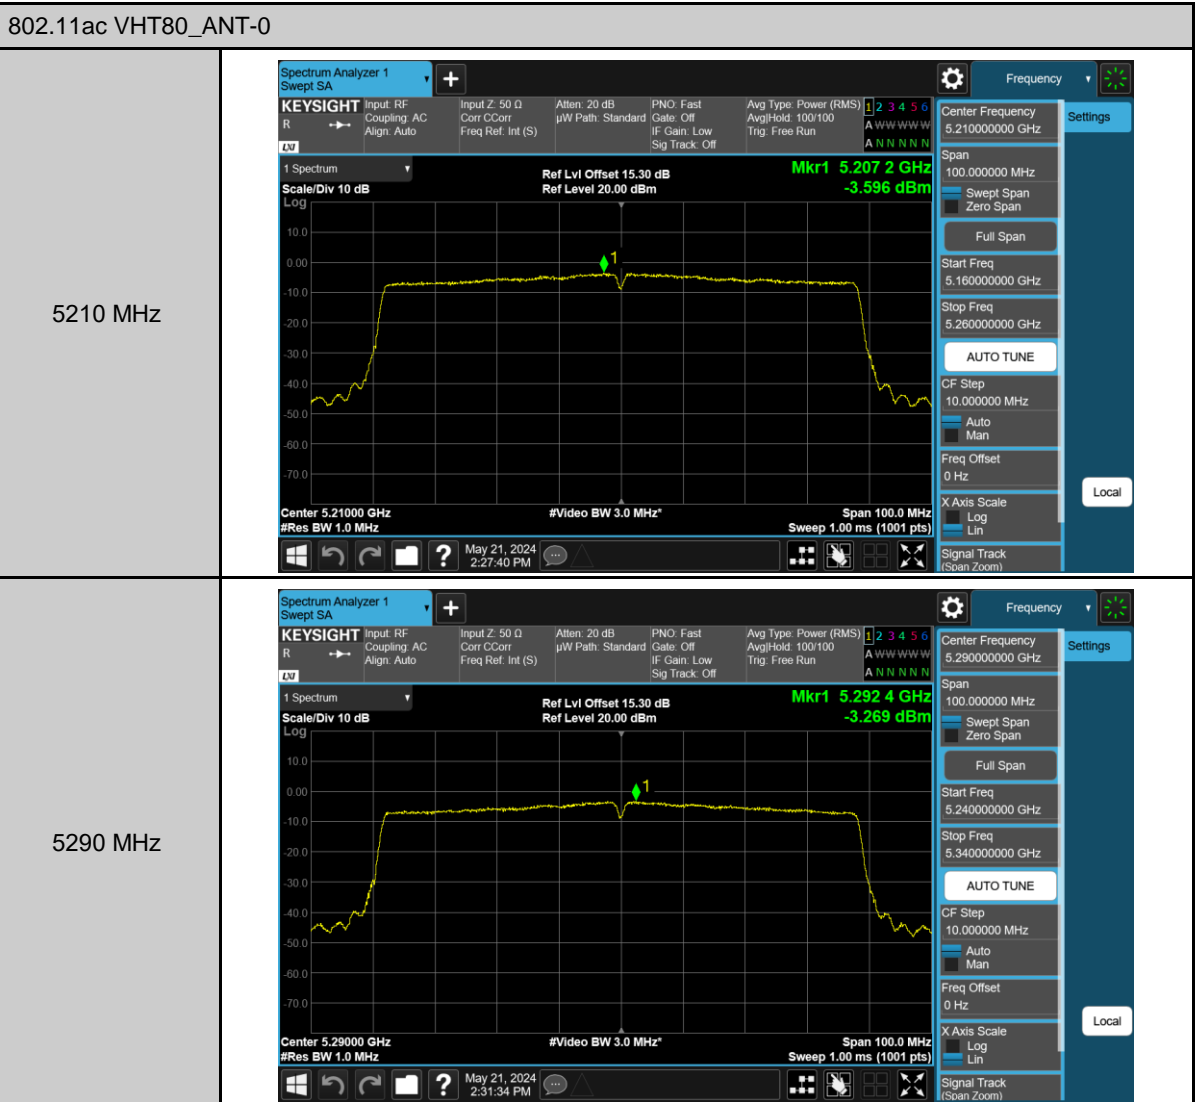 802.11ac VHT80_ANT-0
5210 MHz
Spectrum Analyzer 1
Swept SA
Frequency
KEYSIGHT
R
LXI
Input: RF
Coupling: AC
Align: Auto
Input Z: 50 Ω
Corr CCorr
Freq Ref: Int (S)
Atten: 20 dB
µW Path: Standard
PNO: Fast
Gate: Off
IF Gain: Low
Sig Track: Off
Avg Type: Power (RMS)
Avg|Hold: 100/100
Trig: Free Run
1 2 3 4 5 6
A W W W W W
A N N N N N
1 Spectrum
Scale/Div 10 dB
Log
Ref Lvl Offset 15.30 dB
Ref Level 20.00 dBm
Mkr1 5.207 2 GHz
-3.596 dBm
1
10.0
0.00
-10.0
-20.0
-30.0
-40.0
-50.0
-60.0
-70.0
Center 5.21000 GHz
#Res BW 1.0 MHz
#Video BW 3.0 MHz*
Span 100.0 MHz
Sweep 1.00 ms (1001 pts)
May 21, 2024
2:27:40 PM
Center Frequency
5.210000000 GHz
Span
100.000000 MHz
Swept Span
Zero Span
Full Span
Start Freq
5.160000000 GHz
Stop Freq
5.260000000 GHz
AUTO TUNE
CF Step
10.000000 MHz
Auto
Man
Freq Offset
0 Hz
X Axis Scale
Log
Lin
Signal Track
(Span Zoom)
Settings
Local
5290 MHz
Spectrum Analyzer 1
Swept SA
Frequency
KEYSIGHT
R
LXI
Input: RF
Coupling: AC
Align: Auto
Input Z: 50 Ω
Corr CCorr
Freq Ref: Int (S)
Atten: 20 dB
µW Path: Standard
PNO: Fast
Gate: Off
IF Gain: Low
Sig Track: Off
Avg Type: Power (RMS)
Avg|Hold: 100/100
Trig: Free Run
1 2 3 4 5 6
A W W W W W
A N N N N N
1 Spectrum
Scale/Div 10 dB
Log
Ref Lvl Offset 15.30 dB
Ref Level 20.00 dBm
Mkr1 5.292 4 GHz
-3.269 dBm
1
10.0
0.00
-10.0
-20.0
-30.0
-40.0
-50.0
-60.0
-70.0
Center 5.29000 GHz
#Res BW 1.0 MHz
#Video BW 3.0 MHz*
Span 100.0 MHz
Sweep 1.00 ms (1001 pts)
May 21, 2024
2:31:34 PM
Center Frequency
5.290000000 GHz
Span
100.000000 MHz
Swept Span
Zero Span
Full Span
Start Freq
5.240000000 GHz
Stop Freq
5.340000000 GHz
AUTO TUNE
CF Step
10.000000 MHz
Auto
Man
Freq Offset
0 Hz
X Axis Scale
Log
Lin
Signal Track
(Span Zoom)
Settings
Local